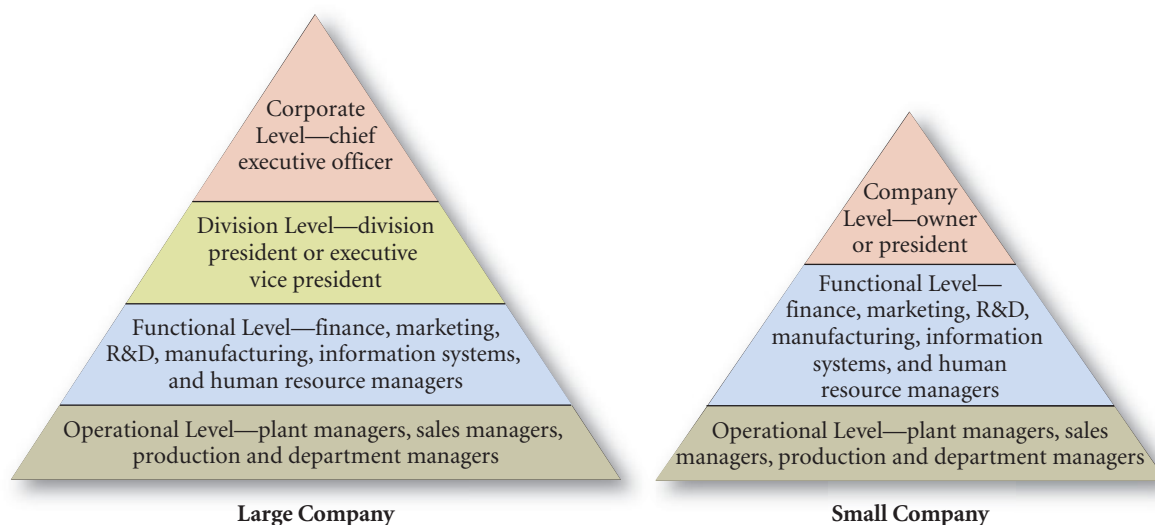 Corporate
Level—chief
executive officer
Division Level—division
president or executive
vice president
Functional Level—finance, marketing,
R&D, manufacturing, information systems,
and human resource managers
Operational Level—plant managers, sales managers,
production and department managers
Large Company
Company
Level—owner
or president
Functional Level—
finance, marketing, R&D,
manufacturing, information
systems, and human
resource managers
Operational Level—plant managers, sales
managers, production and department managers
Small Company